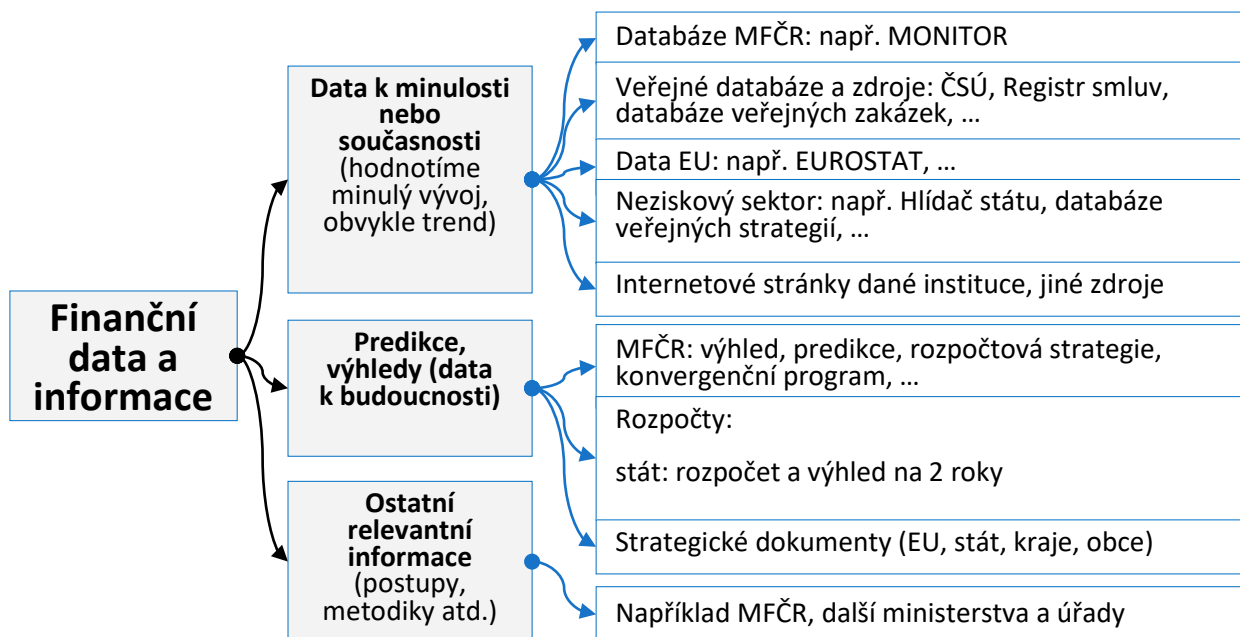 Finanční
data a
informace
Data k minulosti
nebo
současnosti
(hodnotíme
minulý vývoj,
obvykle trend)
Databáze MFČR: např. MONITOR
Veřejné databáze a zdroje: ČSÚ, Registr smluv,
databáze veřejných zakázek, …
Data EU: např. EUROSTAT, …
Neziskový sektor: např. Hlídač státu, databáze
veřejných strategií, …
Internetové stránky dané instituce, jiné zdroje
Predikce,
výhledy (data
k budoucnosti)
MFČR: výhled, predikce, rozpočtová strategie,
konvergenční program, …
Rozpočty:
stát: rozpočet a výhled na 2 roky
Strategické dokumenty (EU, stát, kraje, obce)
Ostatní
relevantní
informace
(postupy,
metodiky atd.)
Například MFČR, další ministerstva a úřady